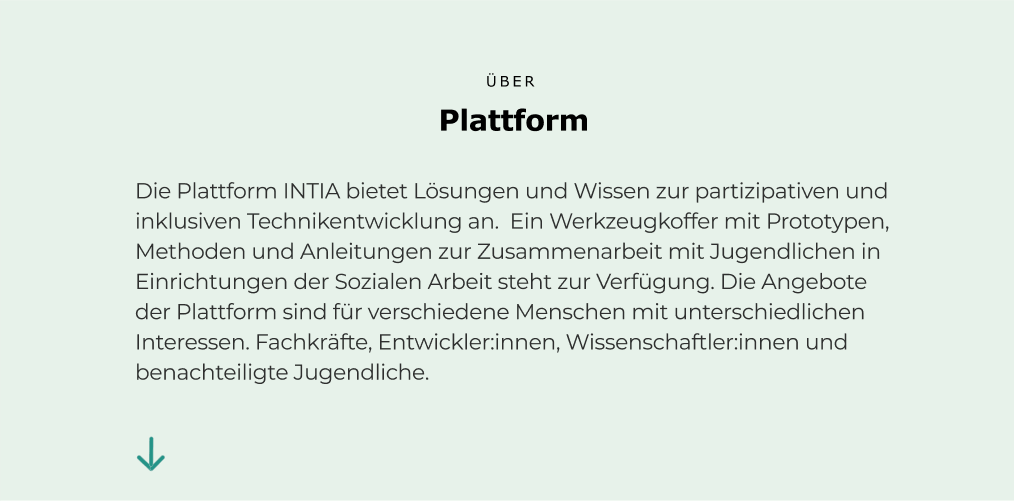 ÜBER
Plattform
Die Plattform INTIA bietet Lösungen und Wissen zur partizipativen und
inklusiven Technikentwicklung an.  Ein Werkzeugkoffer mit Prototypen,
Methoden und Anleitungen zur Zusammenarbeit mit Jugendlichen in
Einrichtungen der Sozialen Arbeit steht zur Verfügung. Die Angebote
der Plattform sind für verschiedene Menschen mit unterschiedlichen
Interessen. Fachkräfte, Entwickler:innen, Wissenschaftler:innen und
benachteiligte Jugendliche.